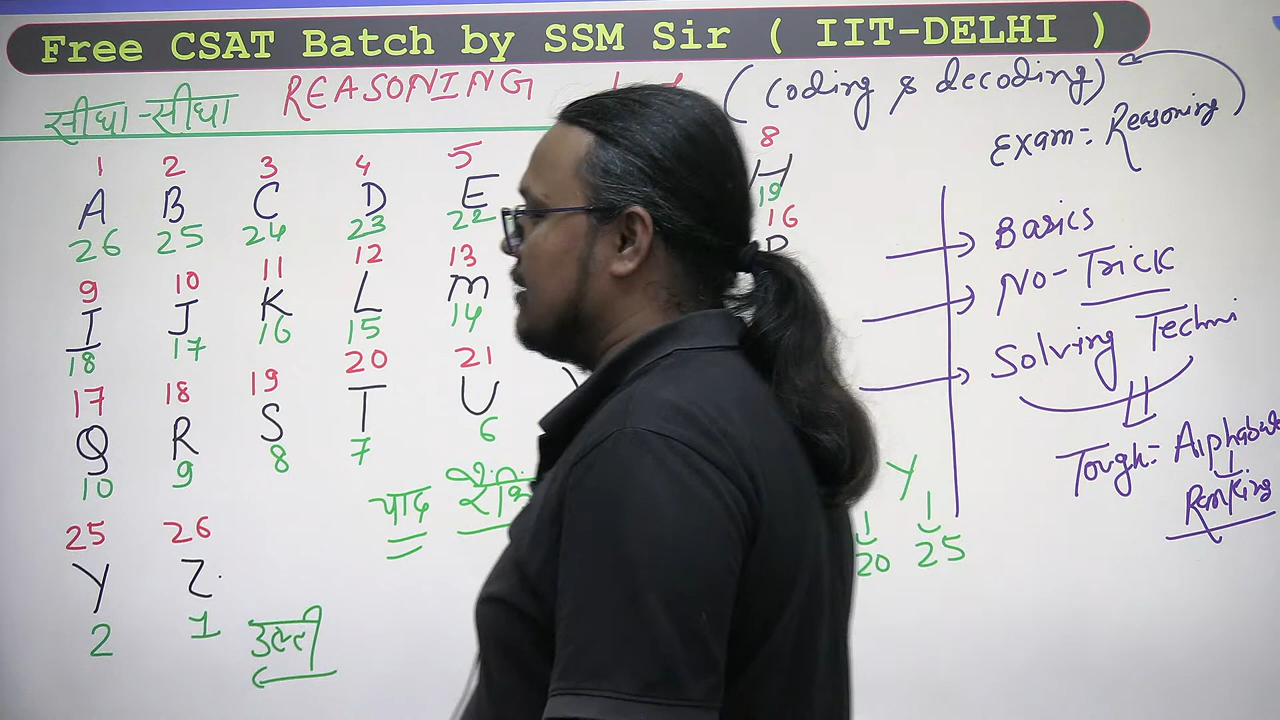 Free CSAT Batch by SSM Sir ( IIT-DELHI )
सीधा-सीधा REASONING (Coding & decoding)
Exam = Reasoning
1 2 3 4 5 8
A B C D E H
26 25 24 23 22 19
9 10 11 12 13 16
I J K L M P
18 17 16 15 14
17 18 19 20 21
Q R S T U
10 9 8 7 6
25 26
Y Z
2 1
उल्टी
याद
Y
20 25
Basics
No-Trick
Solving Techni
Tough = Alphabate
Ranking